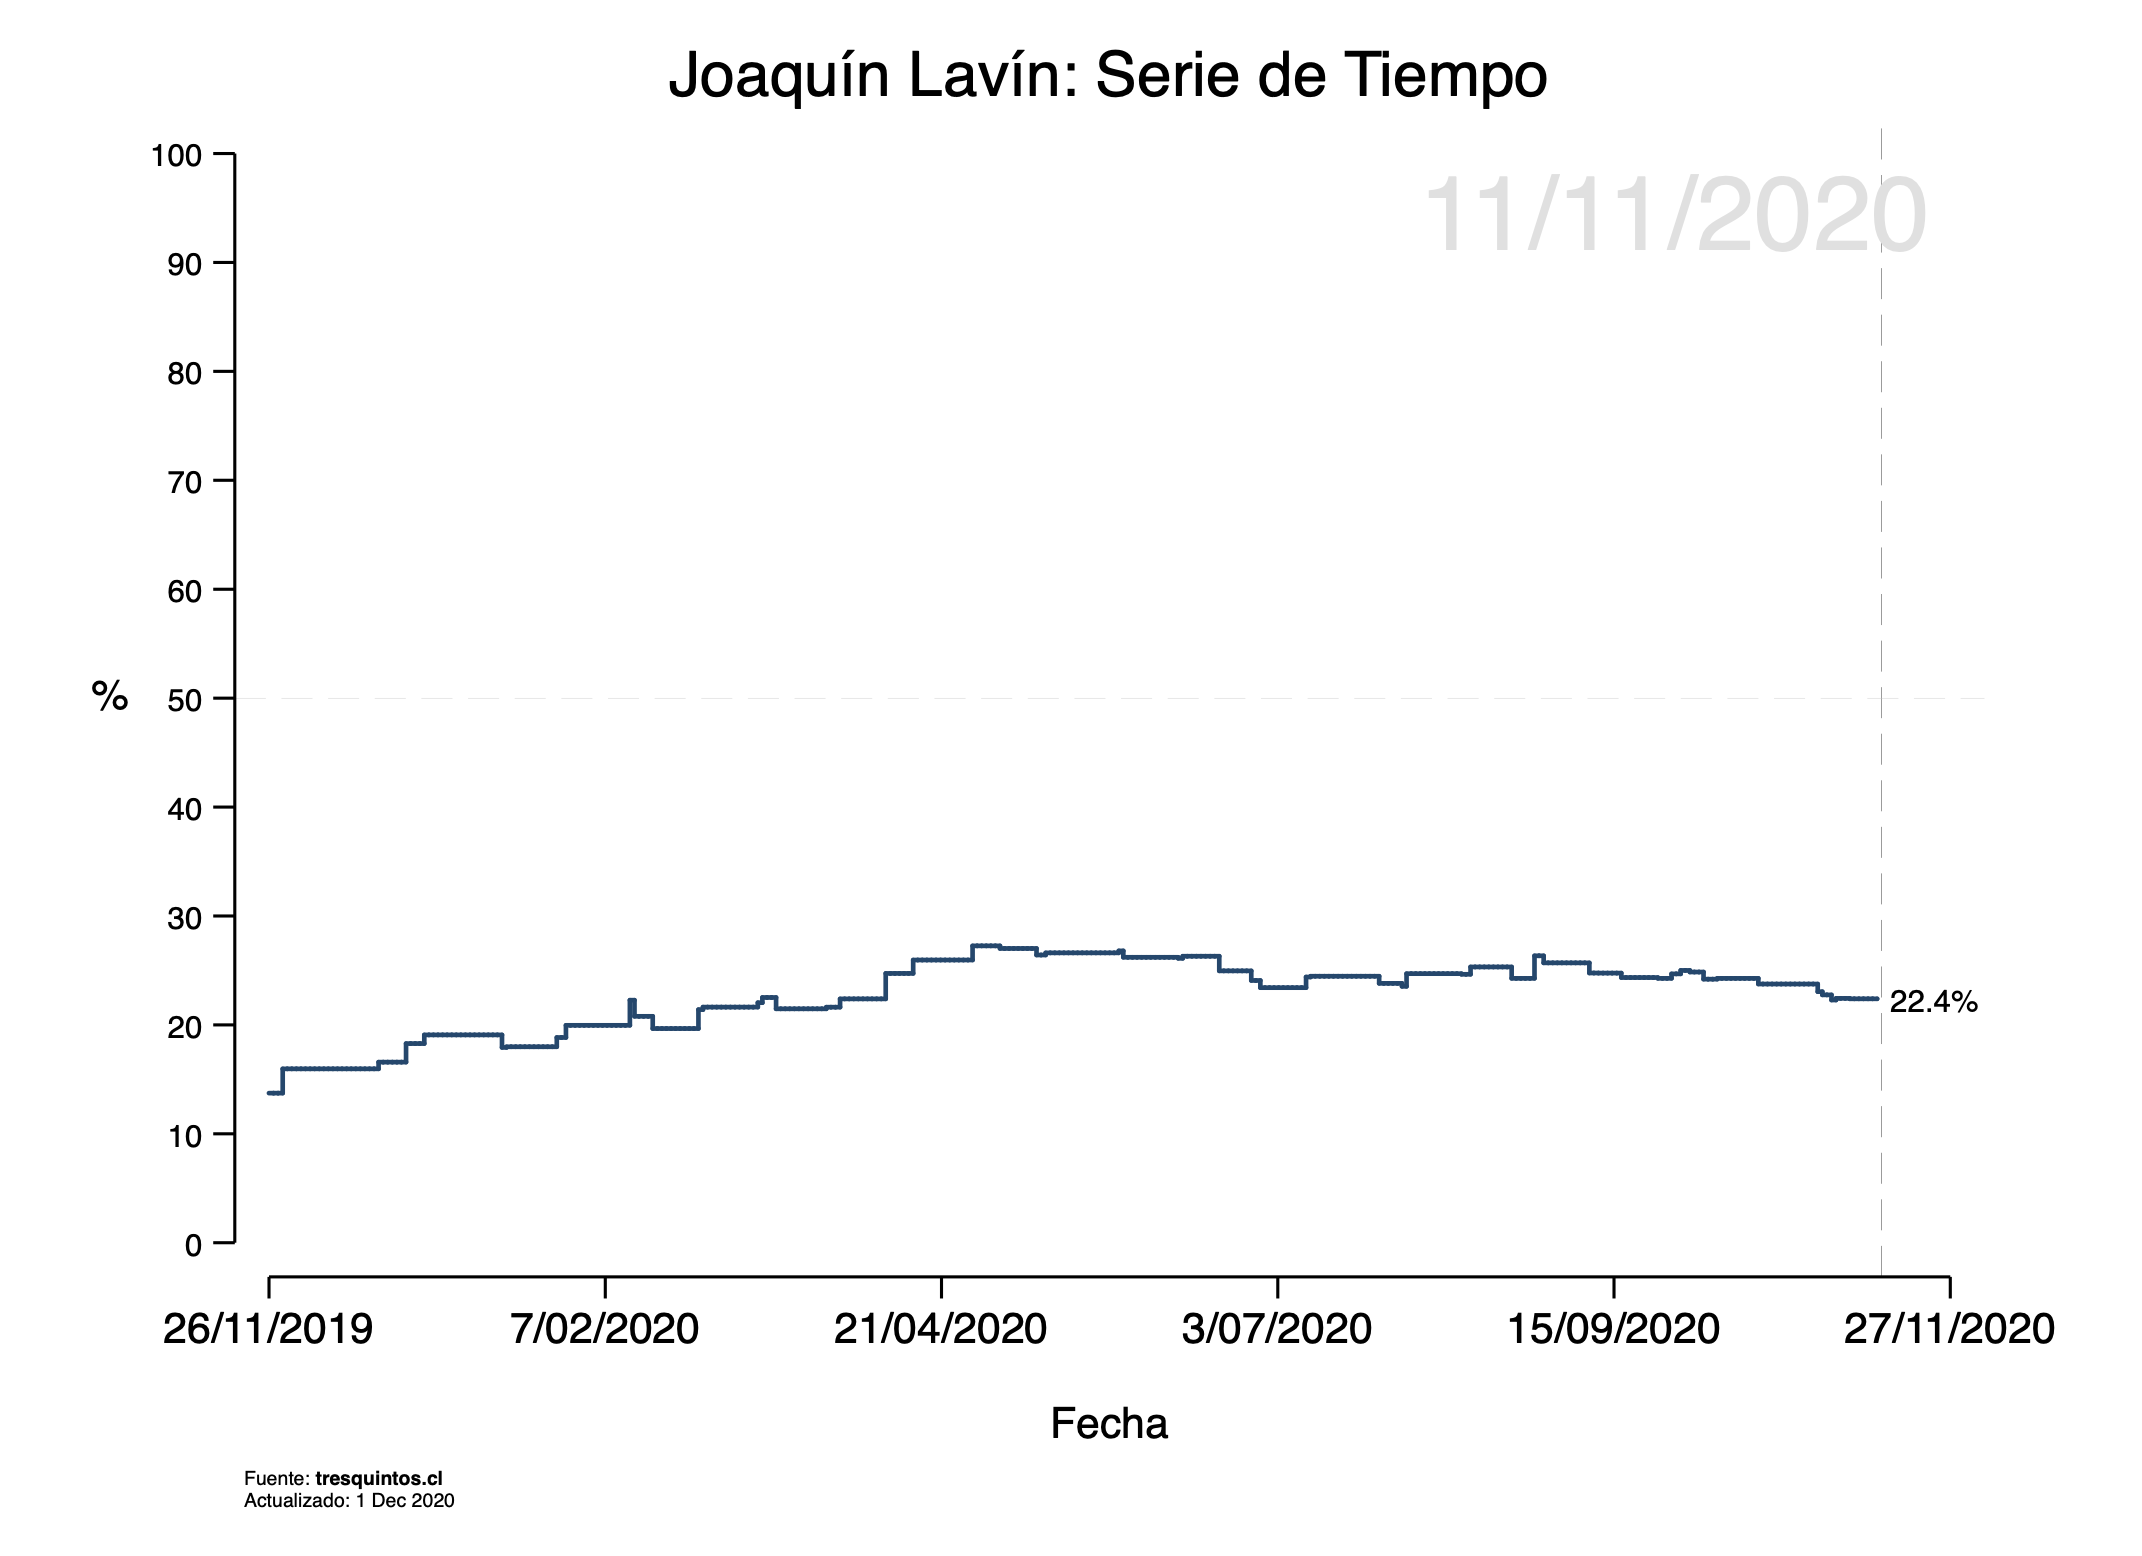 Joaquín Lavín: Serie de Tiempo
11/11/2020
100
90
80
70
60
% 50
40
30
20
10
0
22.4%
26/11/2019 7/02/2020 21/04/2020 3/07/2020 15/09/2020 27/11/2020
Fecha
Fuente: tresquintos.cl
Actualizado: 1 Dec 2020